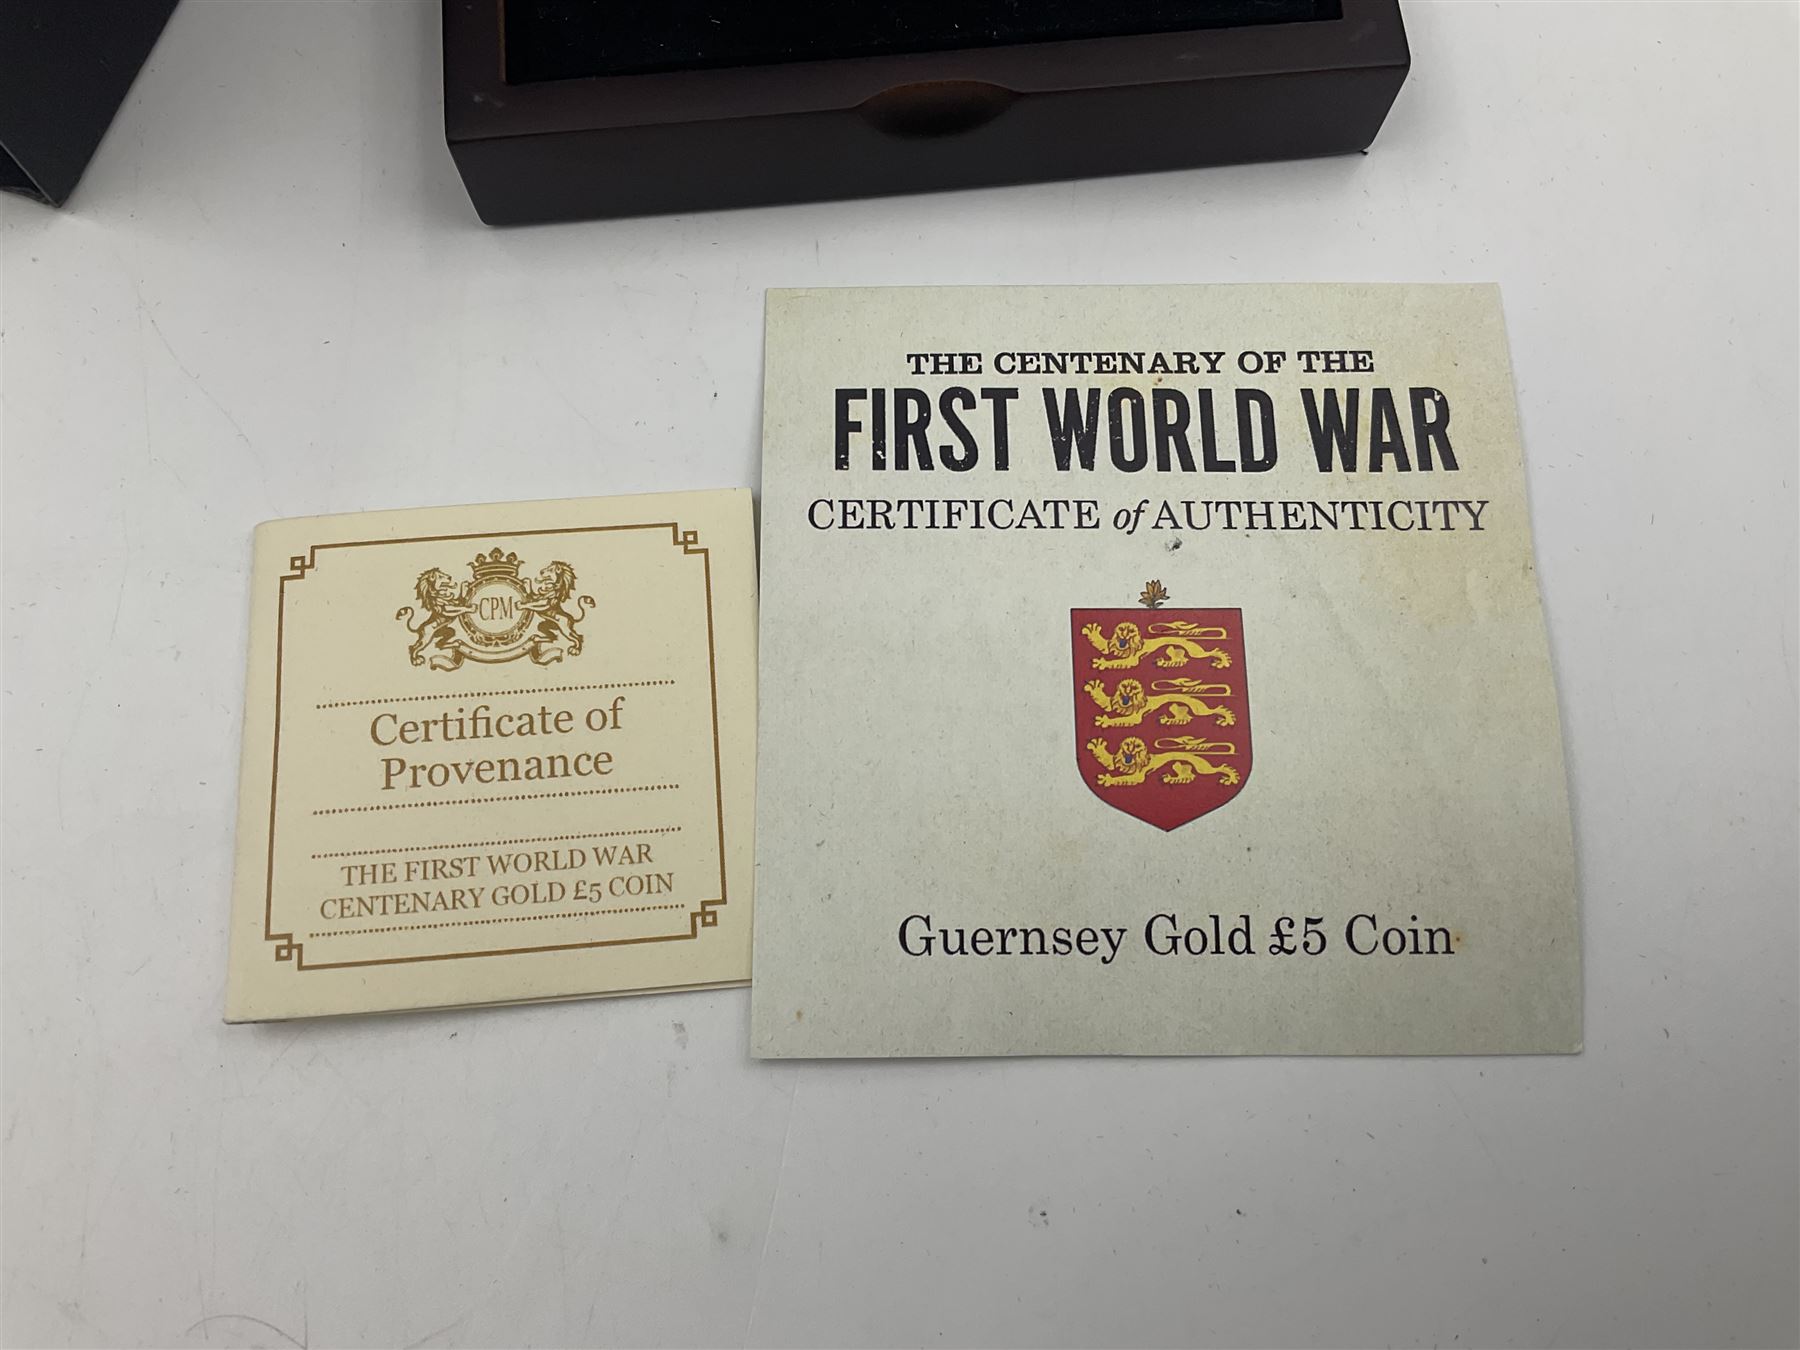 CPM
Certificate of
Provenance
THE FIRST WORLD WAR
CENTENARY GOLD £5 COIN
THE CENTENARY OF THE
FIRST WORLD WAR
CERTIFICATE of AUTHENTICITY
Guernsey Gold £5 Coin